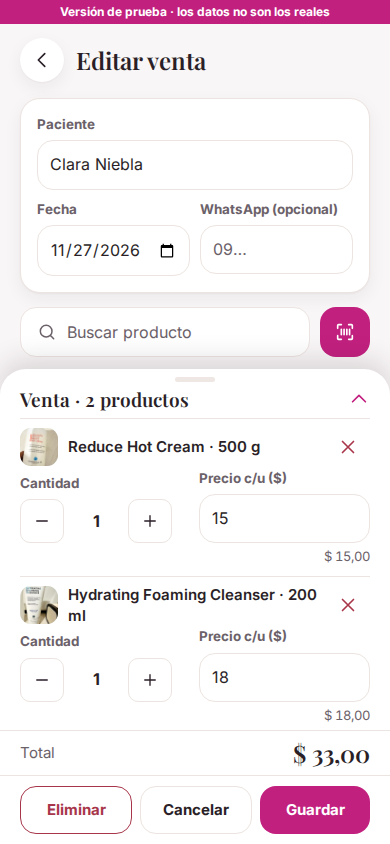 Versión de prueba · los datos no son los reales
Editar venta
Paciente
Clara Niebla
Fecha
WhatsApp (opcional)
11/27/2026
09...
Buscar producto
Venta · 2 productos
Reduce Hot Cream · 500 g
Cantidad
Precio c/u ($)
1
15
$ 15,00
Hydrating Foaming Cleanser · 200
ml
Cantidad
Precio c/u ($)
1
18
$ 18,00
Total
$ 33,00
Eliminar
Cancelar
Guardar